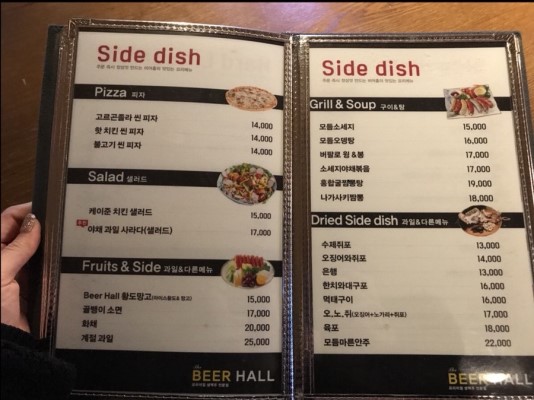 Side dish
Pizza 피자
고르곤졸라 씬 피자 14,000
핫 치킨 씬 피자 14,000
불고기 씬 피자 14,000
Salad 샐러드
케이준 치킨 샐러드 15,000
야채 과일 사라다(샐러드) 17,000
Fruits & Side 과일&다른메뉴
Beer Hall 황도망고 15,000
골뱅이 소면 17,000
화채 20,000
계절 과일 25,000
BEER HALL
Side dish
Grill & Soup 구이&탕
모듬소세지 15,000
모듬오뎅탕 16,000
버팔로 윙 &봉 17,000
소세지야채볶음 17,000
홍합굴짬뽕탕 19,000
나가사키짬뽕 18,000
Dried Side dish 과일&다른메뉴
수제쥐포 13,000
오징어와쥐포 14,000
은행 13,000
한치와대구포 16,000
먹태구이 16,000
오,노,쥐(오징어+노가리+쥐포) 17,000
육포 18,000
모듬마른안주 22,000
BEER HALL